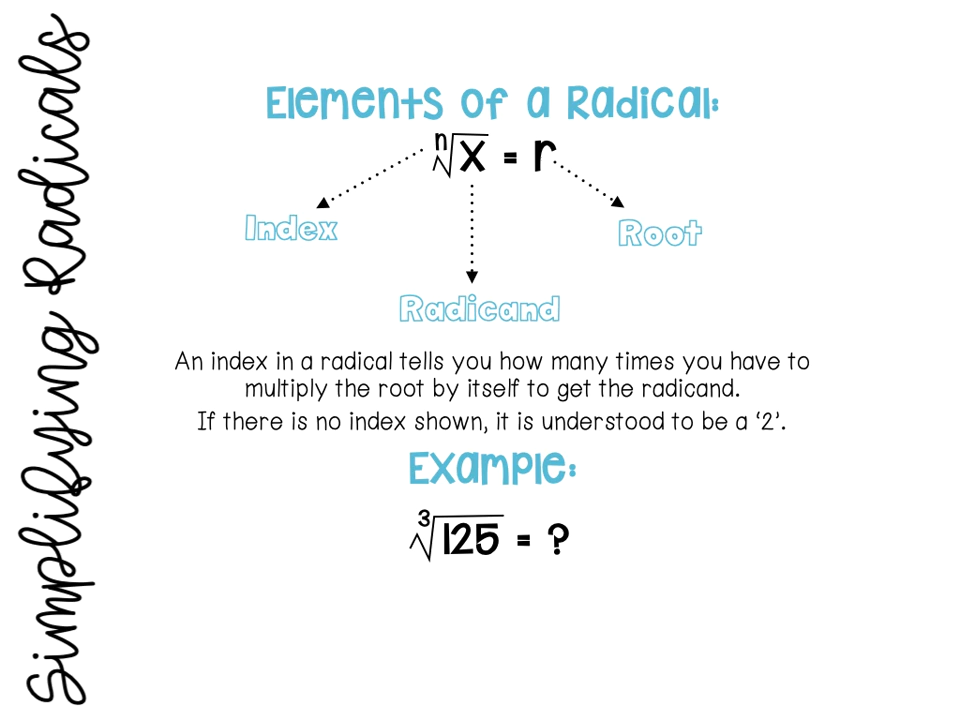 Simplifying Radicals
Elements of a Radical:
ⁿ√x = r
Index
Root
Radicand
An index in a radical tells you how many times you have to
multiply the root by itself to get the radicand.
If there is no index shown, it is understood to be a ‘2’.
Example:
³√125 = ?